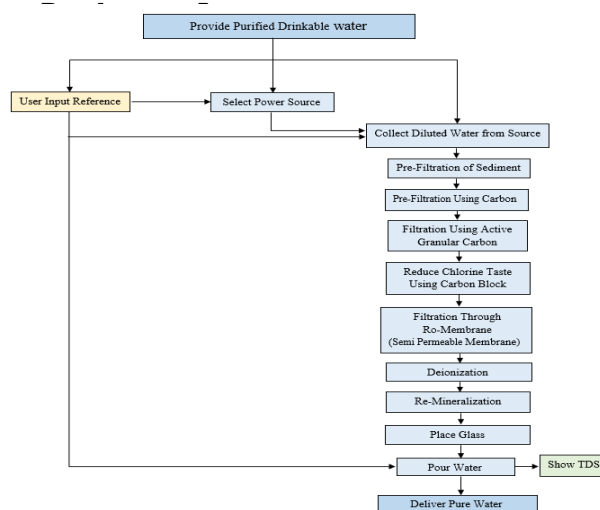 Provide Purified Drinkable water
User Input Reference
Select Power Source
Collect Diluted Water from Source
Pre-Filtration of Sediment
Pre-Filtration Using Carbon
Filtration Using Active
Granular Carbon
Reduce Chlorine Taste
Using Carbon Block
Filtration Through
Ro-Membrane
(Semi Permeable Membrane)
Deionization
Re-Mineralization
Place Glass
Pour Water
Show TDS
Deliver Pure Water